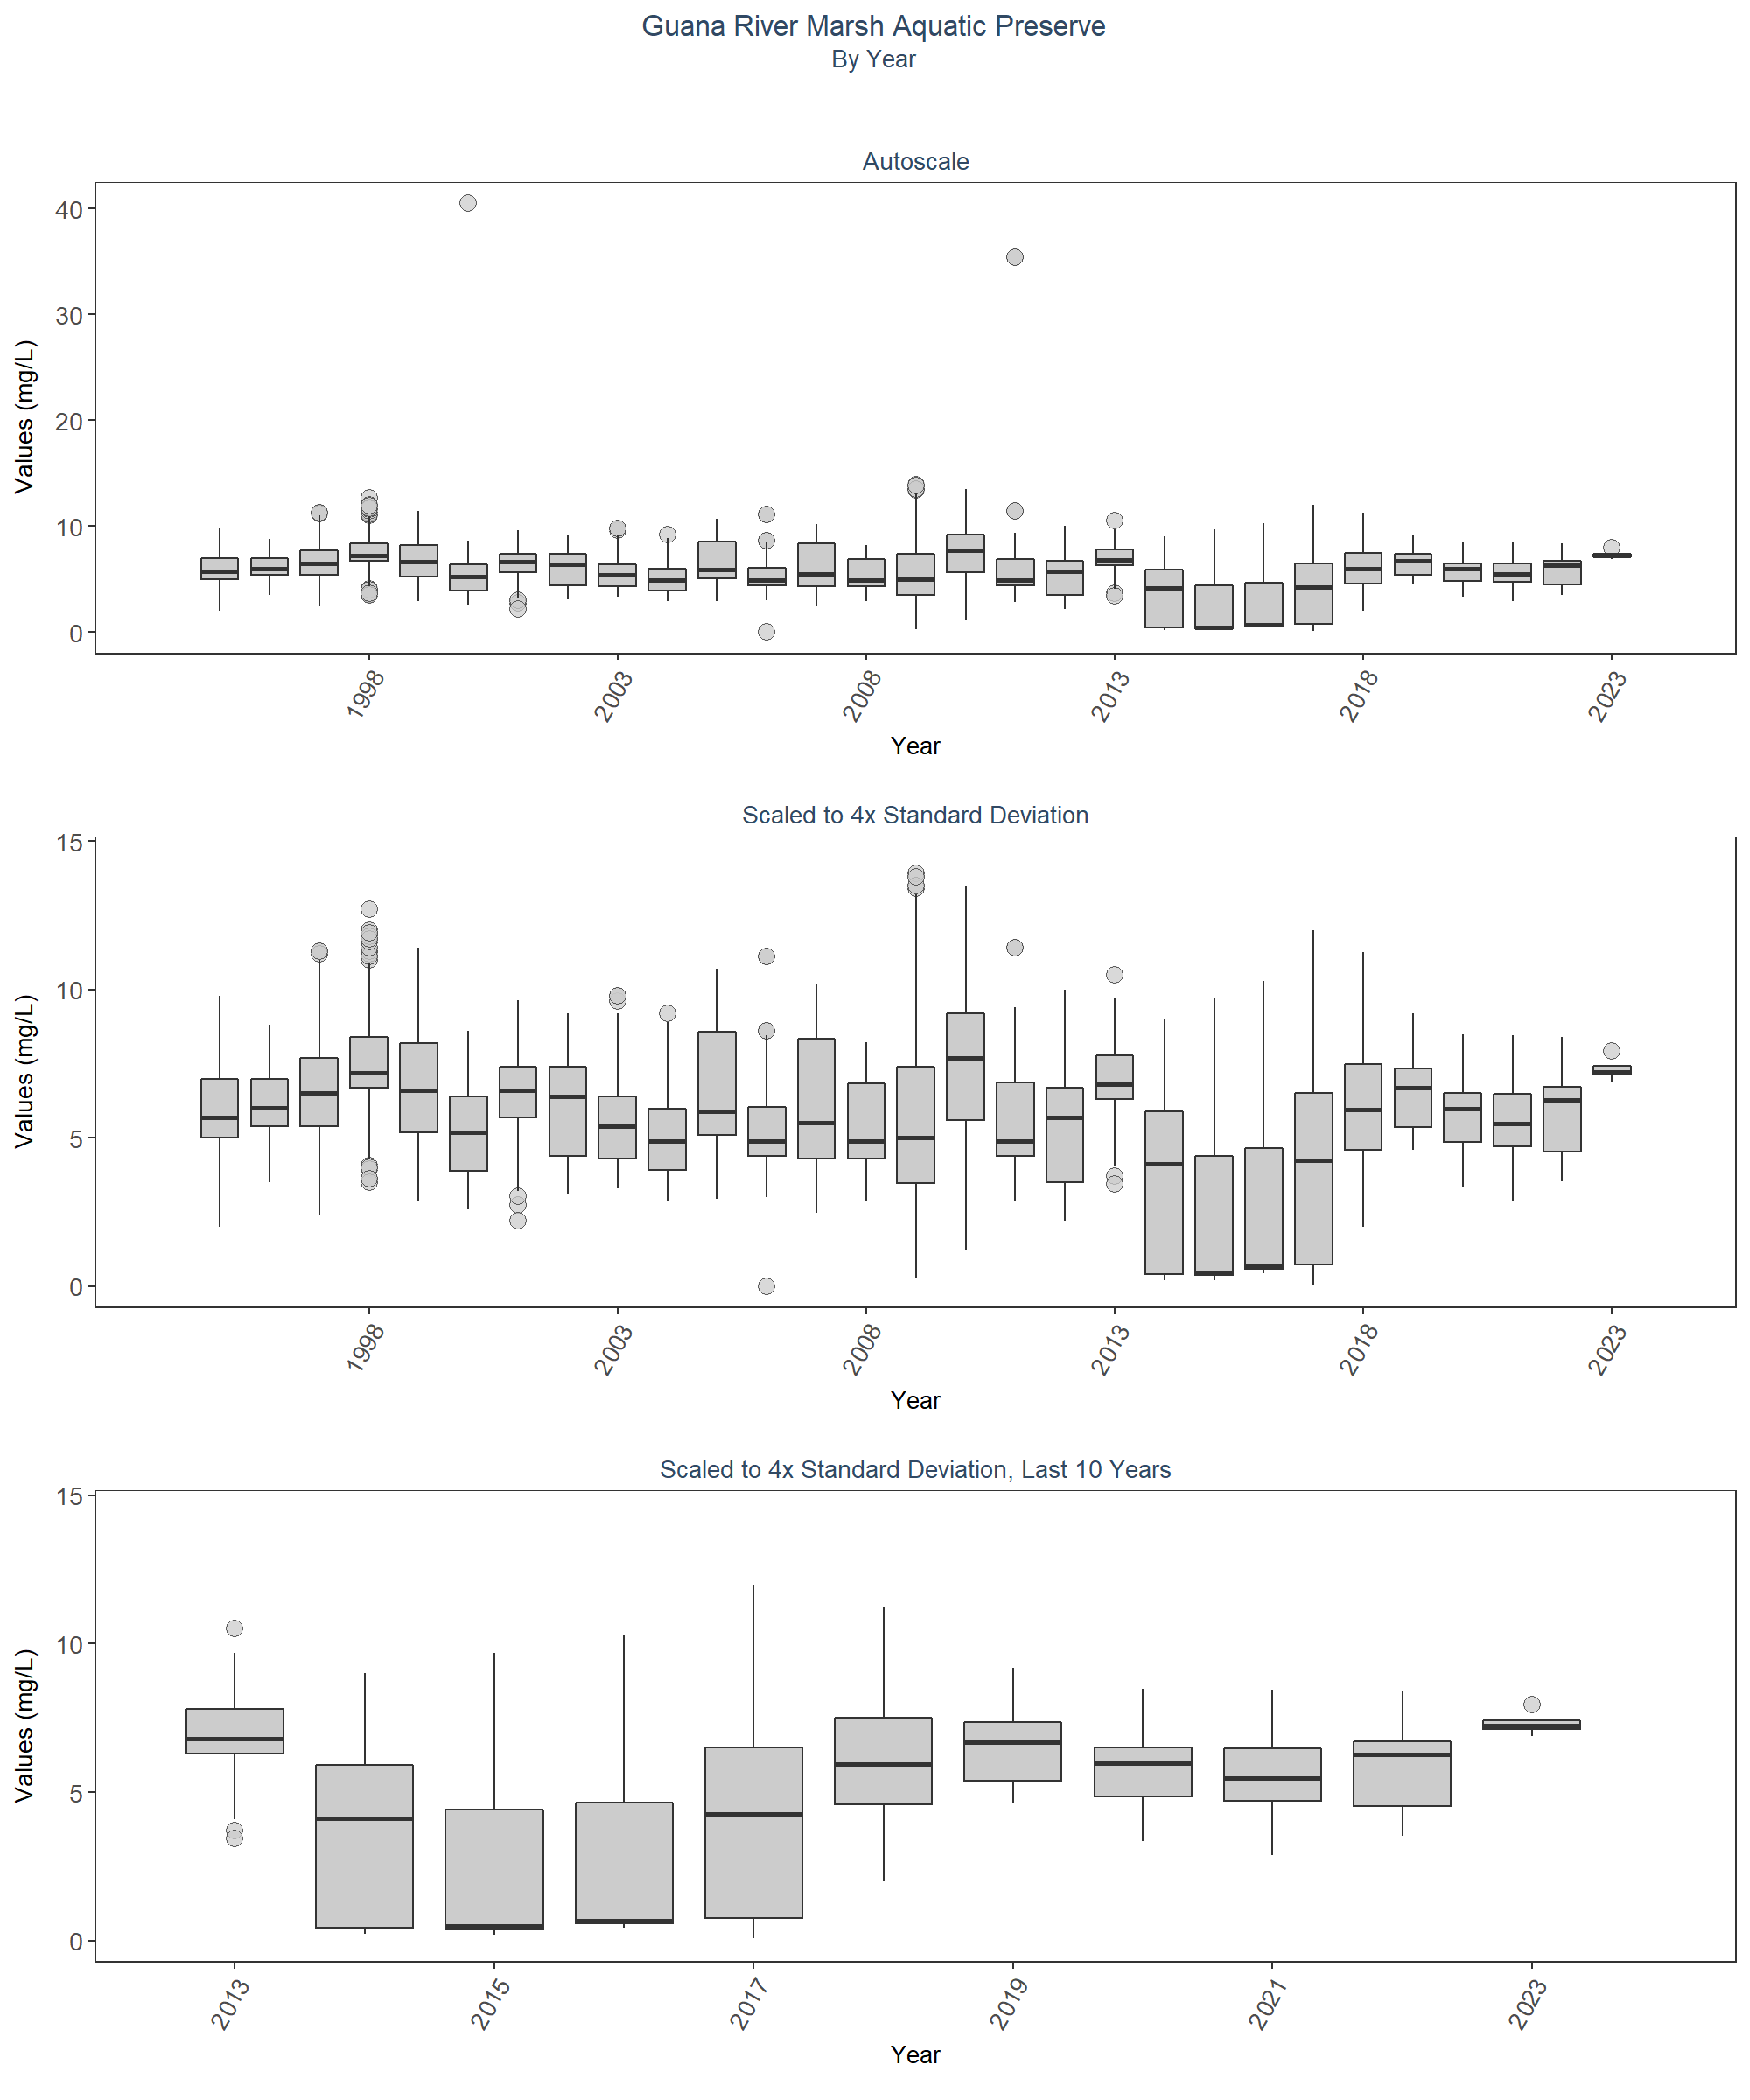 Guana River Marsh Aquatic Preserve
By Year
Autoscale
Values (mg/L)
40
30
20
10
0
1998
2003
2008
2013
2018
2023
Year
Scaled to 4x Standard Deviation
Values (mg/L)
15
10
5
0
1998
2003
2008
2013
2018
2023
Year
Scaled to 4x Standard Deviation, Last 10 Years
Values (mg/L)
15
10
5
0
2013
2015
2017
2019
2021
2023
Year